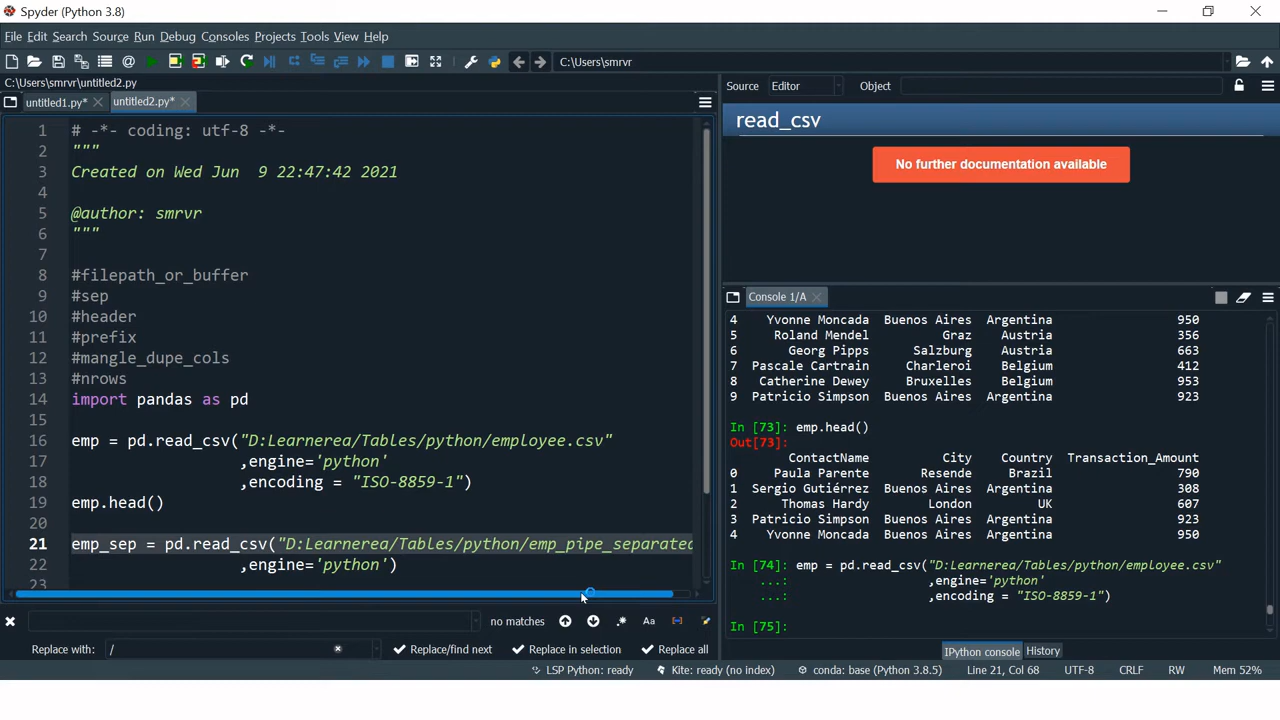 Spyder (Python 3.8)
File Edit Search Source Run Debug Consoles Projects Tools View Help
C:\Users\smrvr
C:\Users\smrvr\untitled2.py
untitled1.py*
untitled2.py*
1 # -*- coding: utf-8 -*-
2 """
3 Created on Wed Jun  9 22:47:42 2021
4
5 @author: smrvr
6 """
7
8 #filepath_or_buffer
9 #sep
10 #header
11 #prefix
12 #mangle_dupe_cols
13 #nrows
14 import pandas as pd
15
16 emp = pd.read_csv("D:Learnerea/Tables/python/employee.csv"
17 ,engine='python'
18 ,encoding = "ISO-8859-1")
19 emp.head()
20
21 emp_sep = pd.read_csv("D:Learnerea/Tables/python/emp_pipe_separated
22 ,engine='python')
23
no matches
Aa
Replace with: / Replace/find next Replace in selection Replace all
Source Editor Object
read_csv
No further documentation available
Console 1/A
4 Yvonne Moncada Buenos Aires Argentina 950
5 Roland Mendel Graz Austria 356
6 Georg Pipps Salzburg Austria 663
7 Pascale Cartrain Charleroi Belgium 412
8 Catherine Dewey Bruxelles Belgium 953
9 Patricio Simpson Buenos Aires Argentina 923
In [73]: emp.head()
Out[73]:
ContactName City Country Transaction_Amount
0 Paula Parente Resende Brazil 790
1 Sergio Gutiérrez Buenos Aires Argentina 308
2 Thomas Hardy London UK 607
3 Patricio Simpson Buenos Aires Argentina 923
4 Yvonne Moncada Buenos Aires Argentina 950
In [74]: emp = pd.read_csv("D:Learnerea/Tables/python/employee.csv"
...: ,engine='python'
...: ,encoding = "ISO-8859-1")
In [75]:
IPython console History
LSP Python: ready Kite: ready (no index) conda: base (Python 3.8.5) Line 21, Col 68 UTF-8 CRLF RW Mem 52%